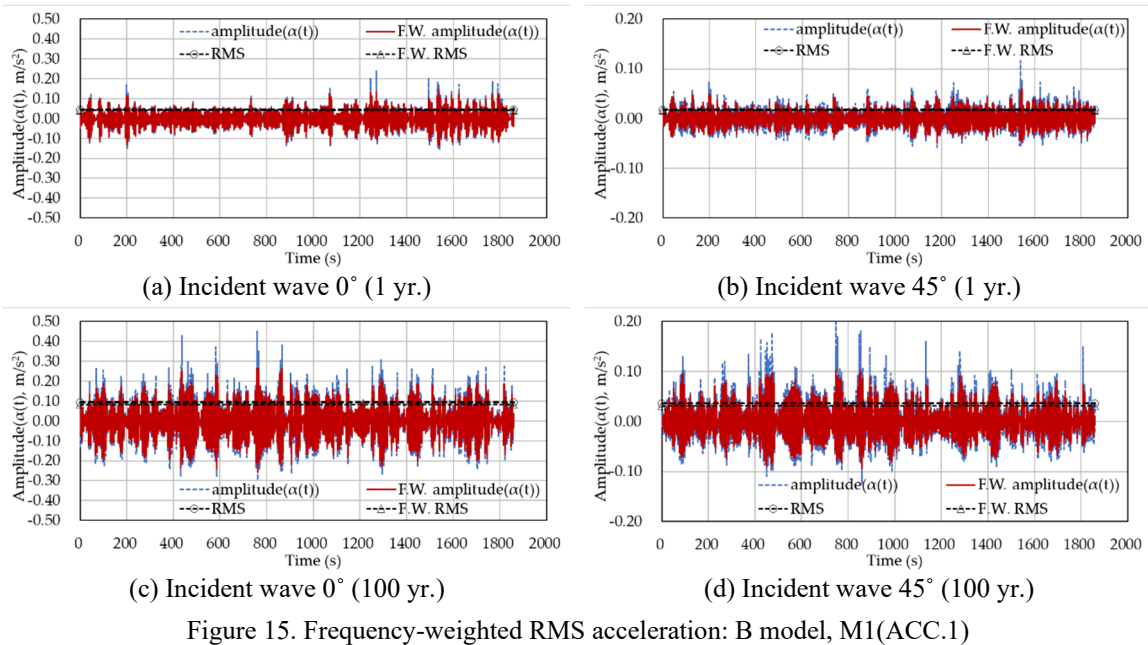 amplitude(α(t)) F.W. amplitude(α(t))
RMS F.W. RMS
Amplitude(α(t), m/s²)
0.50
0.40
0.30
0.20
0.10
0.00
-0.10
-0.20
-0.30
-0.40
-0.50
0 200 400 600 800 1000 1200 1400 1600 1800 2000
Time (s)
(a) Incident wave 0˚ (1 yr.)
amplitude(α(t)) F.W. amplitude(α(t))
RMS F.W. RMS
Amplitude(α(t), m/s²)
0.20
0.10
0.00
-0.10
-0.20
0 200 400 600 800 1000 1200 1400 1600 1800 2000
Time (s)
(b) Incident wave 45˚ (1 yr.)
Amplitude(α(t), m/s²)
0.50
0.40
0.30
0.20
0.10
0.00
-0.10
-0.20
-0.30
-0.40
-0.50
amplitude(α(t)) F.W. amplitude(α(t))
RMS F.W. RMS
0 200 400 600 800 1000 1200 1400 1600 1800 2000
Time (s)
(c) Incident wave 0˚ (100 yr.)
Amplitude(α(t), m/s²)
0.20
0.10
0.00
-0.10
-0.20
amplitude(α(t)) F.W. amplitude(α(t))
RMS F.W. RMS
0 200 400 600 800 1000 1200 1400 1600 1800 2000
Time (s)
(d) Incident wave 45˚ (100 yr.)
Figure 15. Frequency-weighted RMS acceleration: B model, M1(ACC.1)